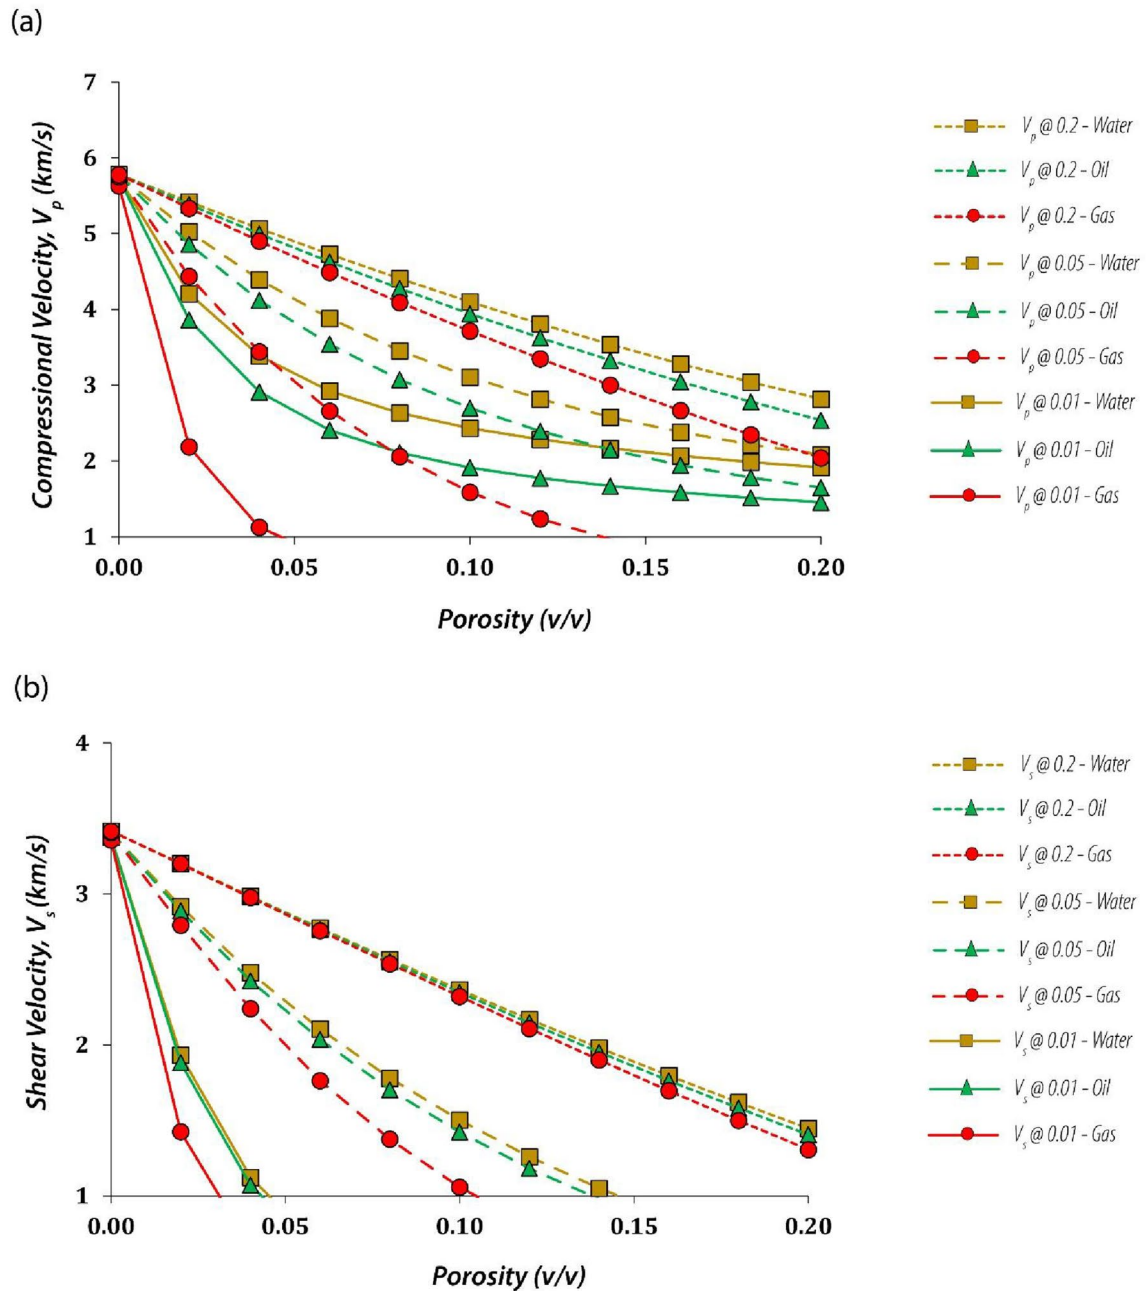 (a)
7
6
5
4
3
2
1
0.00 0.05 0.10 0.15 0.20
Compressional Velocity, Vp (km/s)
Porosity (v/v)
Vp @ 0.2 – Water
Vp @ 0.2 – Oil
Vp @ 0.2 – Gas
Vp @ 0.05 – Water
Vp @ 0.05 – Oil
Vp @ 0.05 – Gas
Vp @ 0.01 – Water
Vp @ 0.01 – Oil
Vp @ 0.01 – Gas
(b)
4
3
2
1
0.00 0.05 0.10 0.15 0.20
Shear Velocity, Vs (km/s)
Porosity (v/v)
Vs @ 0.2 – Water
Vs @ 0.2 – Oil
Vs @ 0.2 – Gas
Vs @ 0.05 – Water
Vs @ 0.05 – Oil
Vs @ 0.05 – Gas
Vs @ 0.01 – Water
Vs @ 0.01 – Oil
Vs @ 0.01 – Gas